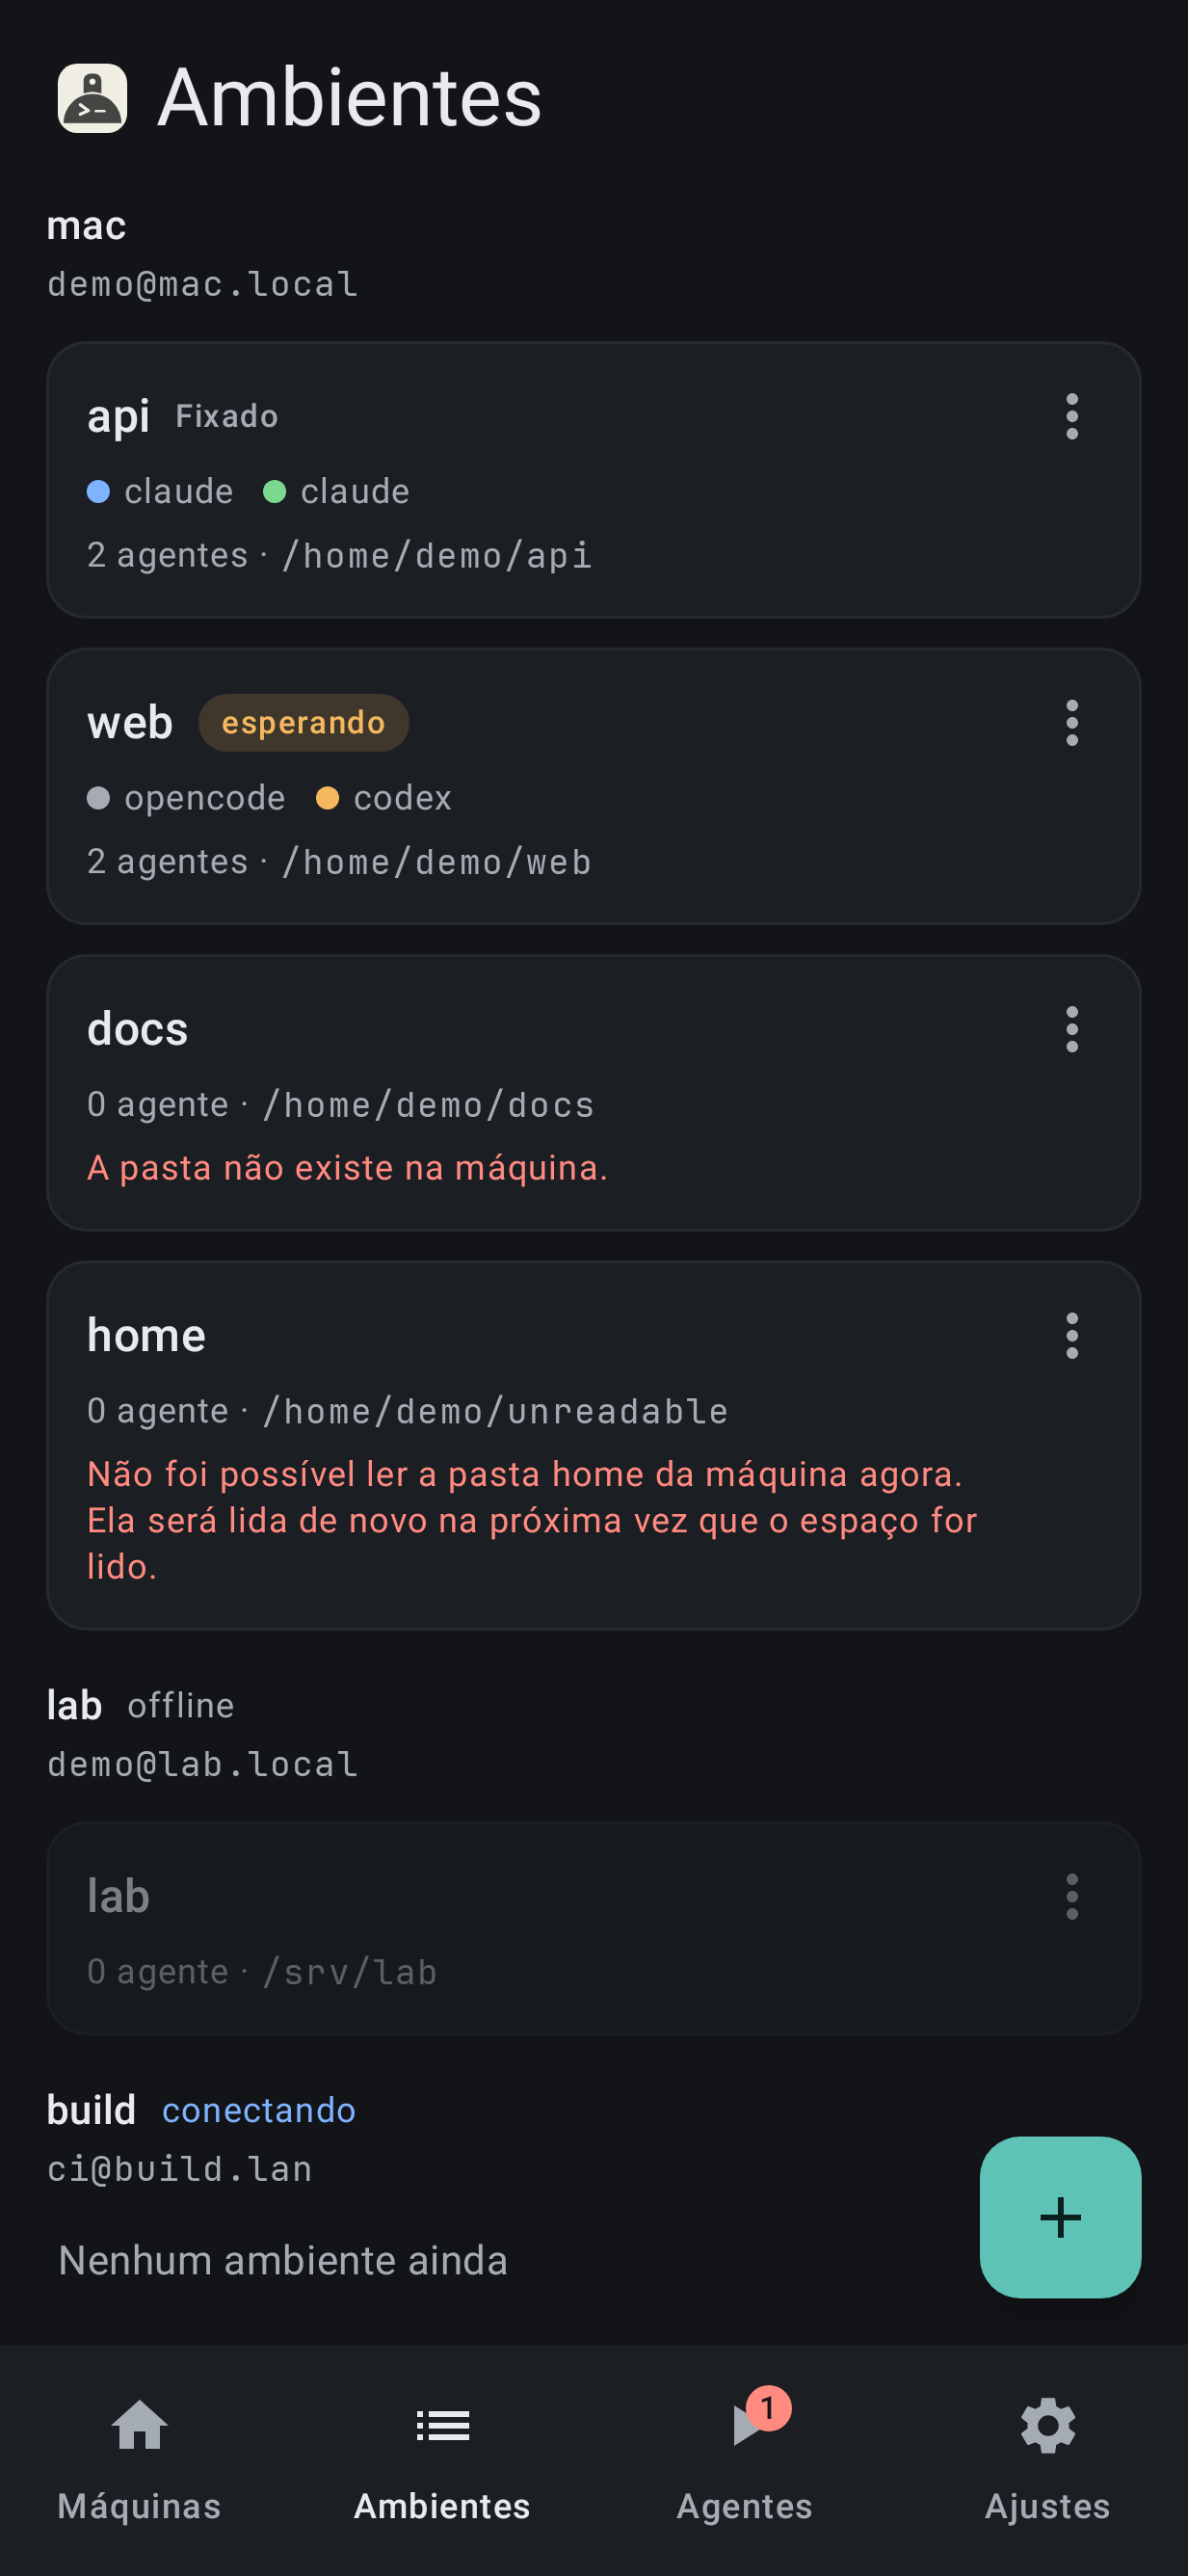 Ambientes
mac
demo@mac.local
api Fixado
claude claude
2 agentes · /home/demo/api
web esperando
opencode codex
2 agentes · /home/demo/web
docs
0 agente · /home/demo/docs
A pasta não existe na máquina.
home
0 agente · /home/demo/unreadable
Não foi possível ler a pasta home da máquina agora.
Ela será lida de novo na próxima vez que o espaço for
lido.
lab offline
demo@lab.local
lab
0 agente · /srv/lab
build conectando
ci@build.lan
Nenhum ambiente ainda
1
Máquinas Ambientes Agentes Ajustes